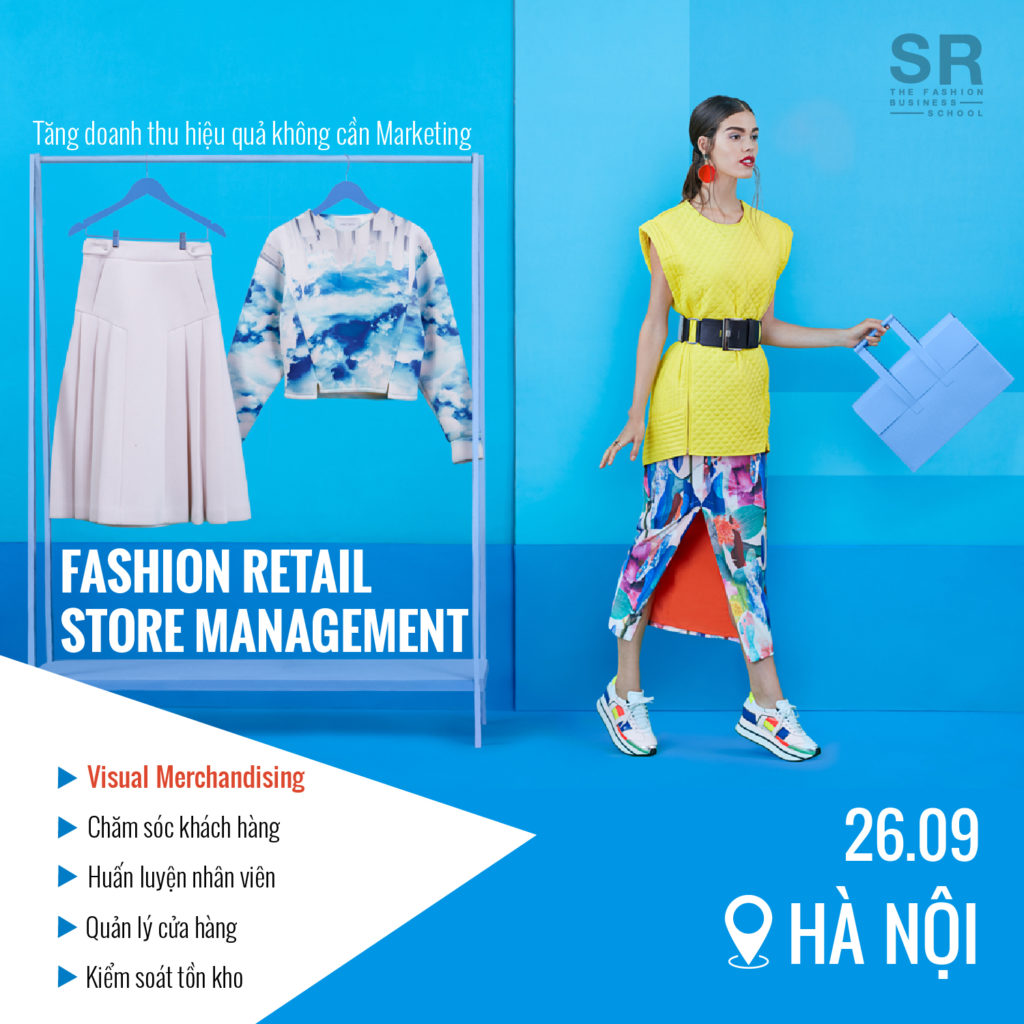 SR
THE FASHION
BUSINESS
SCHOOL
Tăng doanh thu hiệu quả không cần Marketing
FASHION RETAIL
STORE MANAGEMENT
Visual Merchandising
Chăm sóc khách hàng
Huấn luyện nhân viên
Quản lý cửa hàng
Kiểm soát tồn kho
26.09
HÀ NỘI